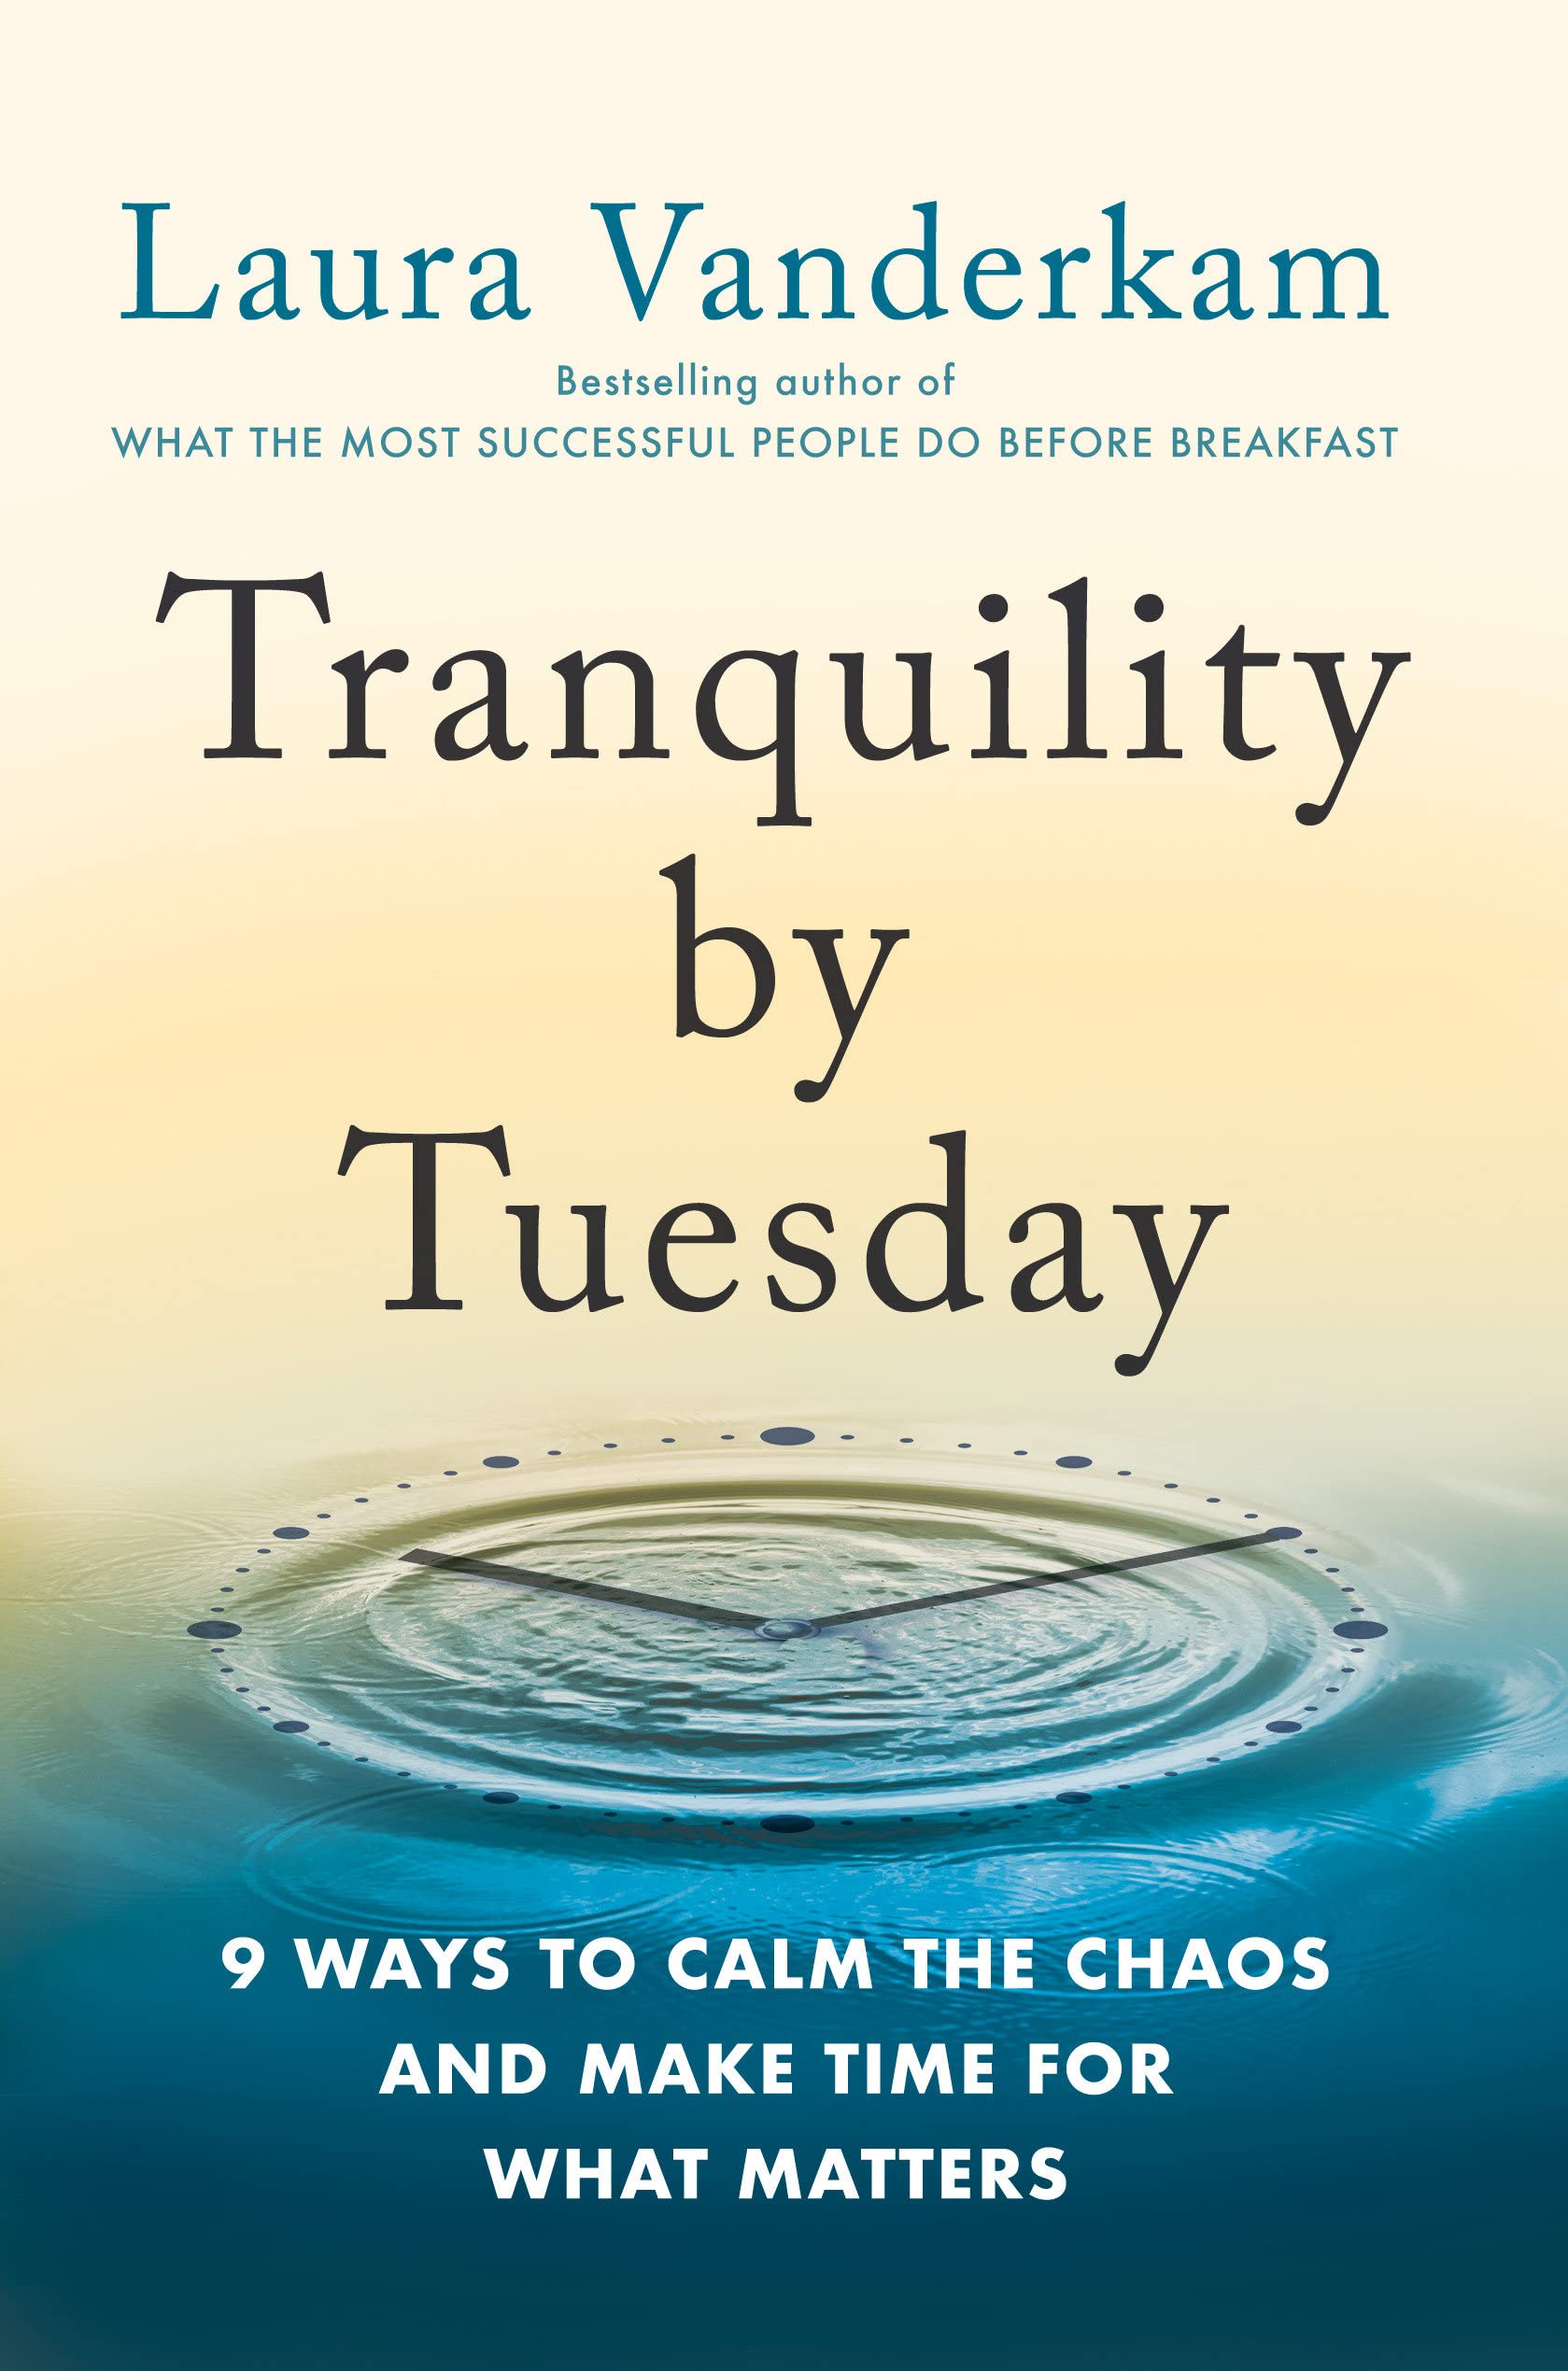 Laura Vanderkam
Bestselling author of
WHAT THE MOST SUCCESSFUL PEOPLE DO BEFORE BREAKFAST
Tranquility
by
Tuesday
9 WAYS TO CALM THE CHAOS
AND MAKE TIME FOR
WHAT MATTERS